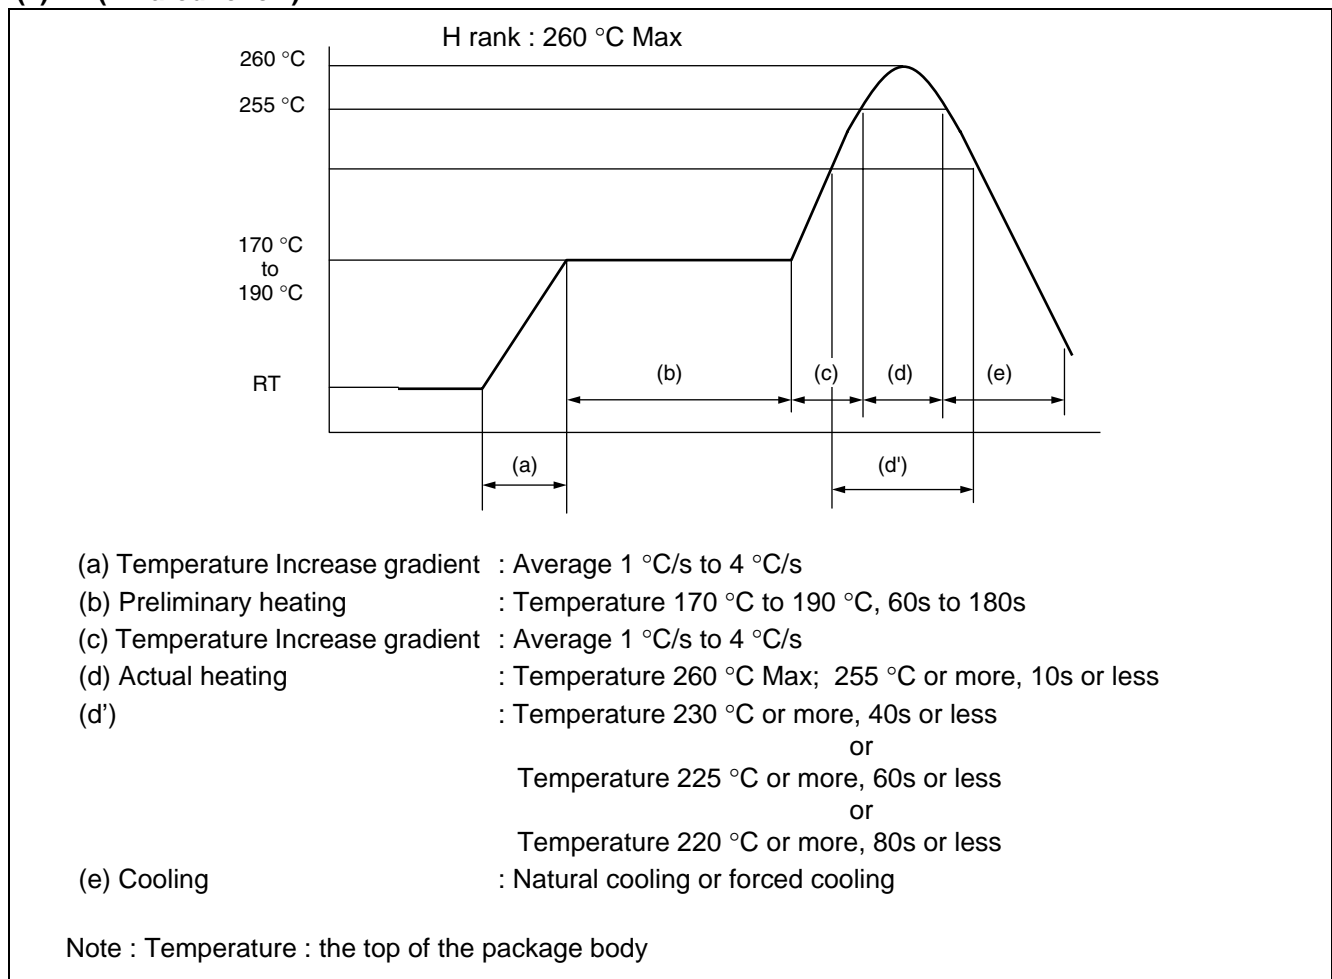 H rank : 260 °C Max
260 °C
255 °C
170 °C
to
190 °C
RT
(b)
(c)
(d)
(e)
(a)
(d')
(a) Temperature Increase gradient : Average 1 °C/s to 4 °C/s
(b) Preliminary heating : Temperature 170 °C to 190 °C, 60s to 180s
(c) Temperature Increase gradient : Average 1 °C/s to 4 °C/s
(d) Actual heating : Temperature 260 °C Max; 255 °C or more, 10s or less
(d’) : Temperature 230 °C or more, 40s or less
or
Temperature 225 °C or more, 60s or less
or
Temperature 220 °C or more, 80s or less
(e) Cooling : Natural cooling or forced cooling
Note : Temperature : the top of the package body